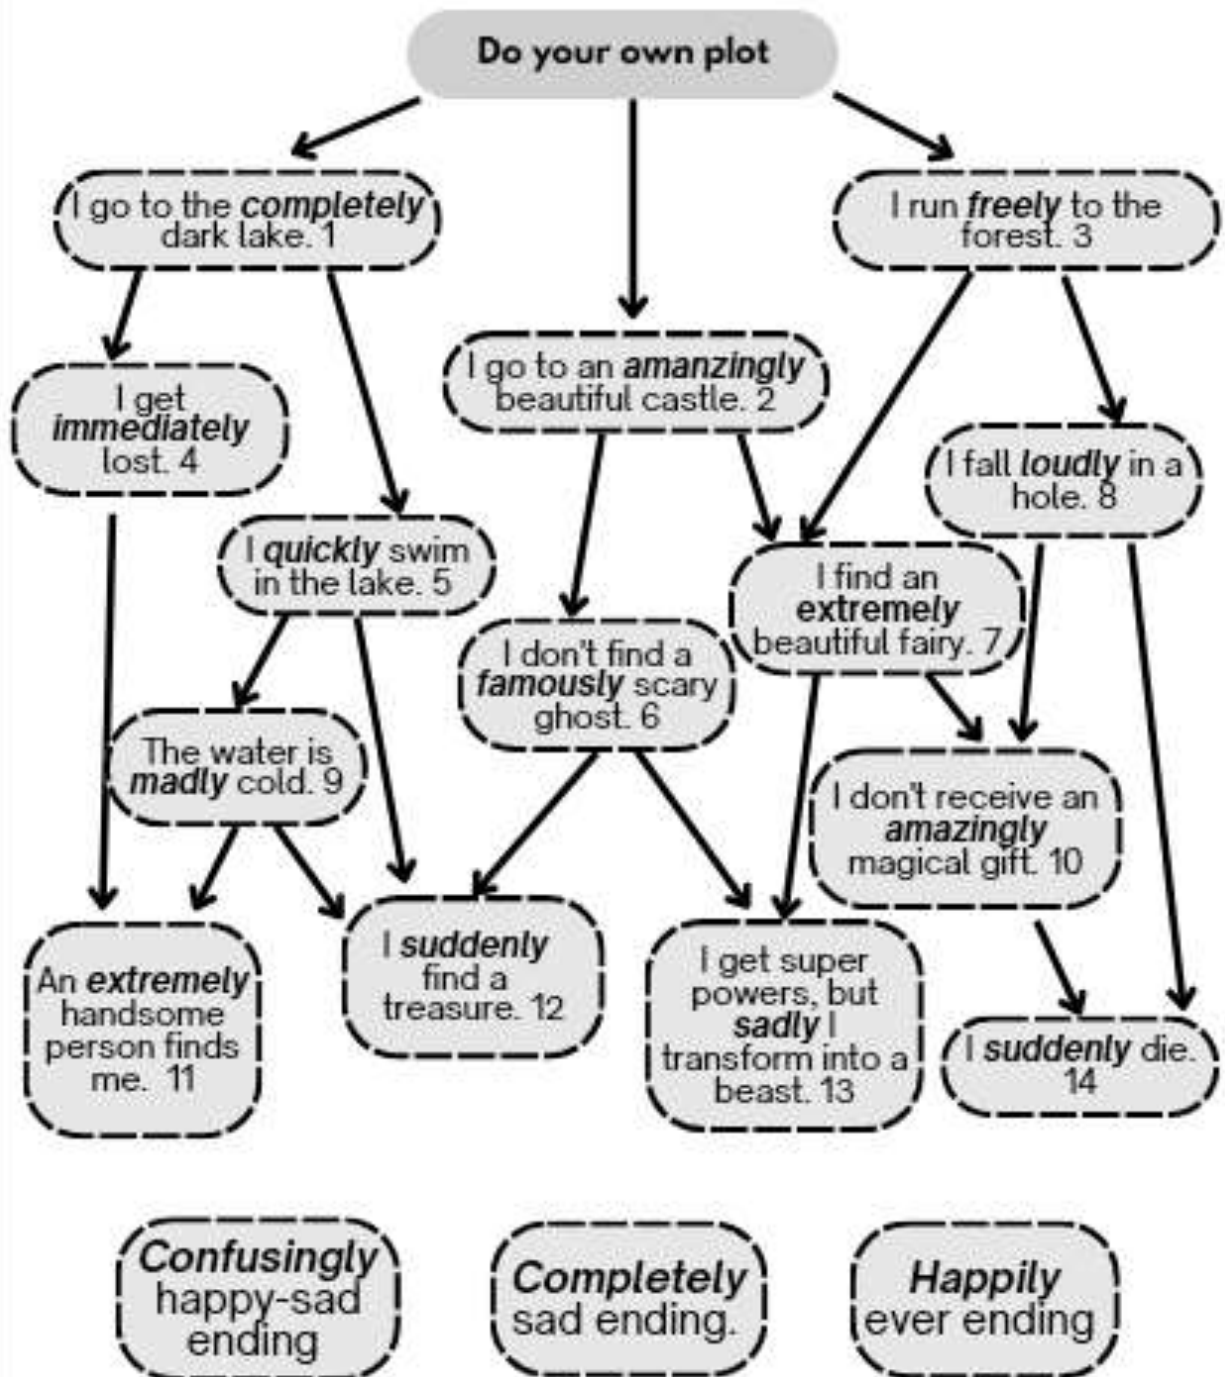 Do your own plot
I go to the completely
dark lake. 1
I run freely to the
forest. 3
I go to an amanzingly
beautiful castle. 2
I get
immediately
lost. 4
I fall loudly in a
hole. 8
I quickly swim
in the lake. 5
I find an
extremely
beautiful fairy. 7
I don't find a
famously scary
ghost. 6
The water is
madly cold. 9
I don't receive an
amazingly
magical gift. 10
An extremely
handsome
person finds
me. 11
I suddenly
find a
treasure. 12
I get super
powers, but
sadly I
transform into a
beast. 13
I suddenly die.
14
Confusingly
happy-sad
ending
Completely
sad ending.
Happily
ever ending